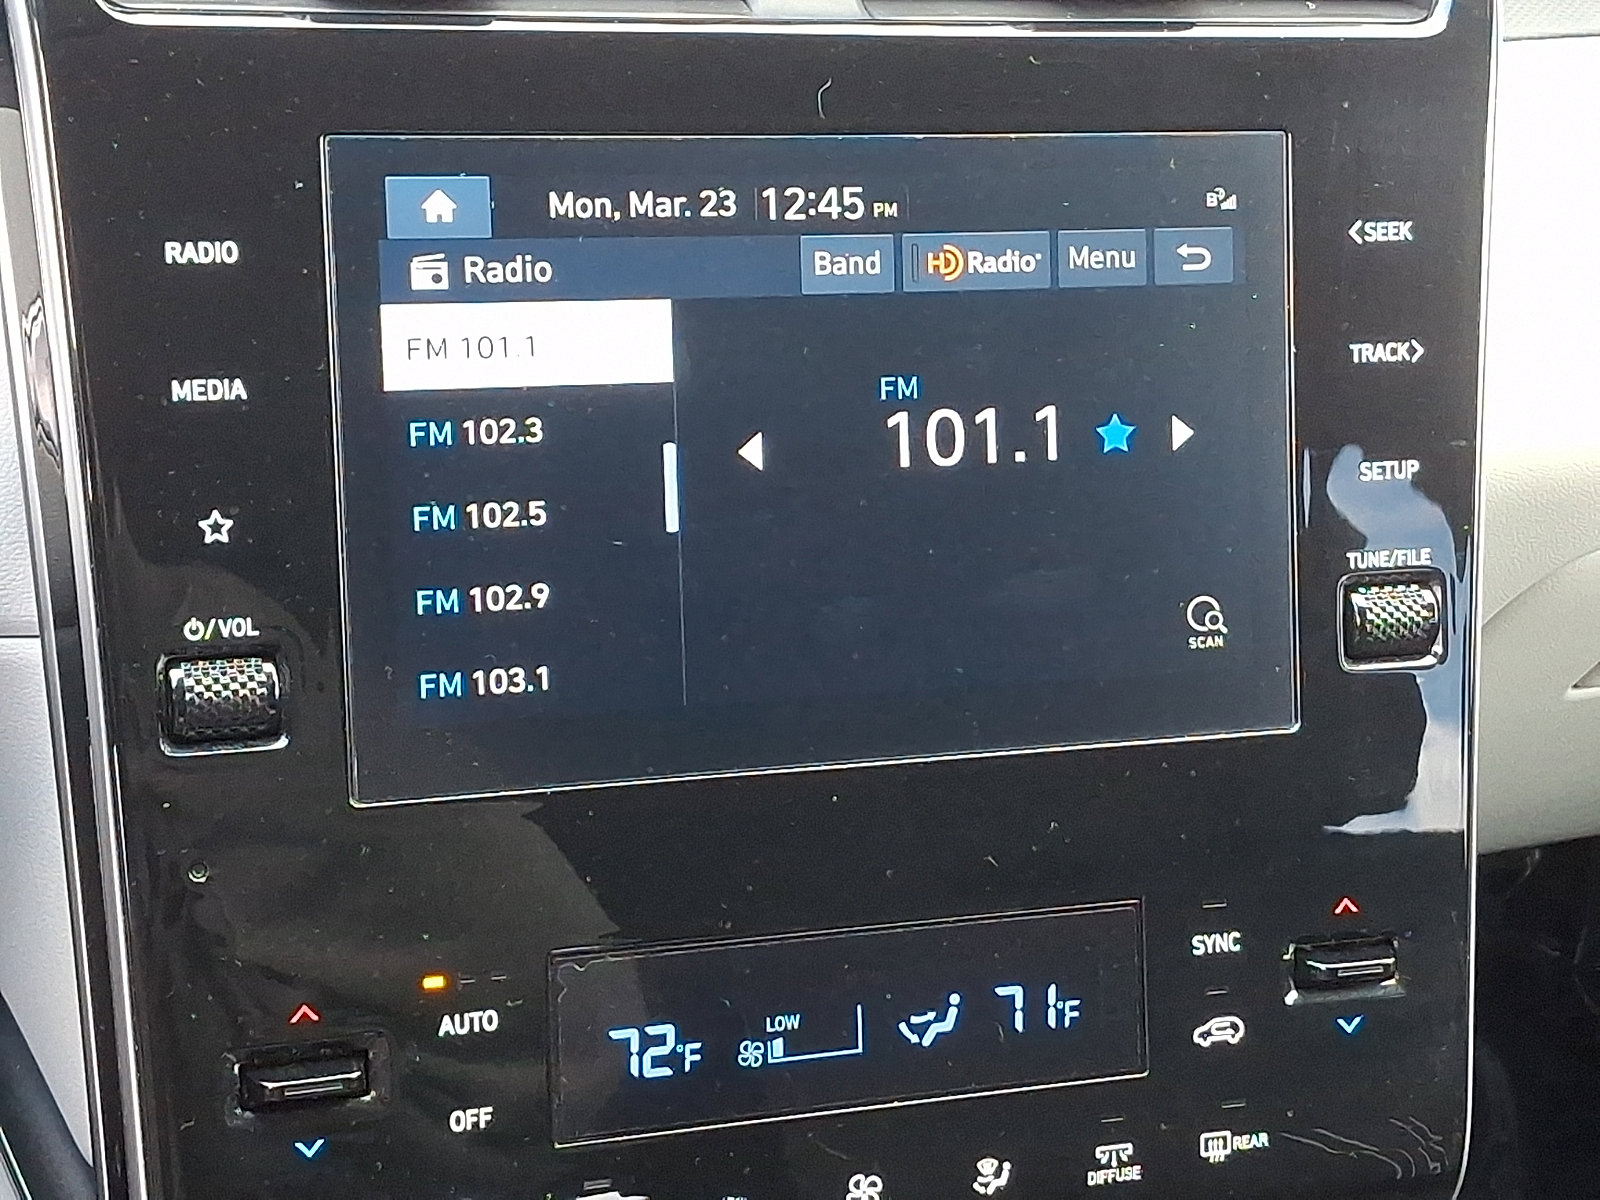 Mon, Mar. 23 12:45 PM
RADIO
<SEEK
Radio Band HD Radio Menu
FM 101.1
TRACK>
MEDIA
FM
101.1
FM 102.3
SETUP
FM 102.5
TUNE/FILE
FM 102.9
/VOL
SCAN
FM 103.1
SYNC
AUTO
LOW
72°F
71°F
OFF
REAR
DIFFUSE